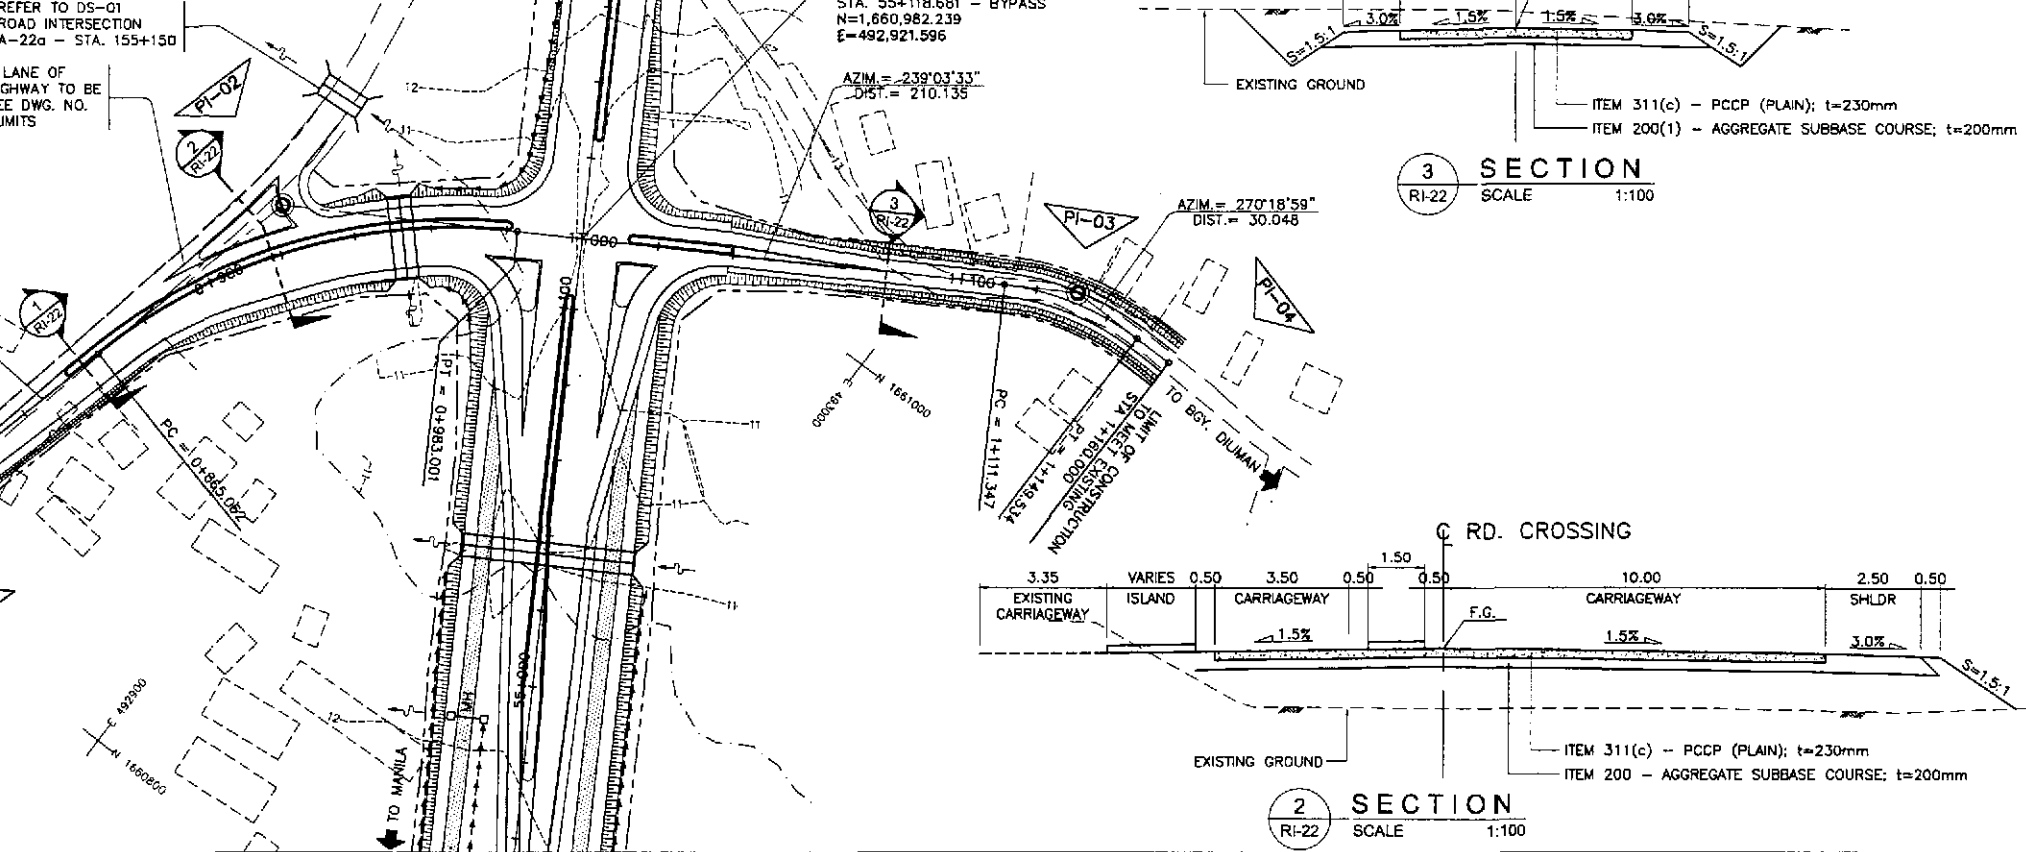 REFER TO DS-01
ROAD INTERSECTION
A-22a - STA. 155+150
LANE OF
GHWAY TO BE
EE DWG. NO.
IMITS
PI-02
2
RI-22
1
RI-22
STA. 55+118.681 - BYPASS
N=1,660,982.239
E=492,921.596
AZIM.= 239°03'33"
DIST.= 210.135
12
11
13
3
RI-22
PI-03
AZIM.= 270°18'59"
DIST.= 30.048
PI-04
1+000
1+100
PC = 0+865.062
PT = 0+983.001
PC = 1+111.347
PT = 1+149.534
LIMIT OF CONSTRUCTION
TO MEET EXISTING
STA 1+160.000
TO BGY. DILIMAN
N 1661000
E 493000
11
11
11
11
12
55+000
MH
TO MANILA
E 492900
N 1660800
3.0%
1.5%
1.5%
3.0%
S=1.5:1
S=1.5:1
EXISTING GROUND
ITEM 311(c) - PCCP (PLAIN); t=230mm
ITEM 200(1) - AGGREGATE SUBBASE COURSE; t=200mm
3
RI-22
SECTION
SCALE 1:100
RD. CROSSING
1.50
3.35 VARIES 0.50 3.50 0.50 0.50 10.00 2.50 0.50
EXISTING CARRIAGEWAY
ISLAND
CARRIAGEWAY
CARRIAGEWAY
SHLDR
F.G.
1.5%
1.5%
3.0%
S=1.5:1
EXISTING GROUND
ITEM 311(c) - PCCP (PLAIN); t=230mm
ITEM 200 - AGGREGATE SUBBASE COURSE; t=200mm
2
RI-22
SECTION
SCALE 1:100